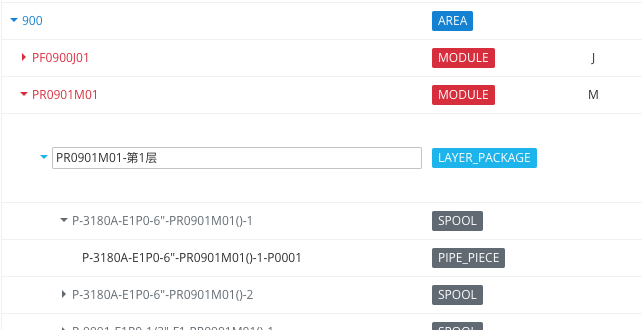 900 AREA
PF0900J01 MODULE J
PR0901M01 MODULE M
PR0901M01-第1层 LAYER_PACKAGE
P-3180A-E1P0-6"-PR0901M01()-1 SPOOL
P-3180A-E1P0-6"-PR0901M01()-1-P0001 PIPE_PIECE
P-3180A-E1P0-6"-PR0901M01()-2 SPOOL
SPOOL